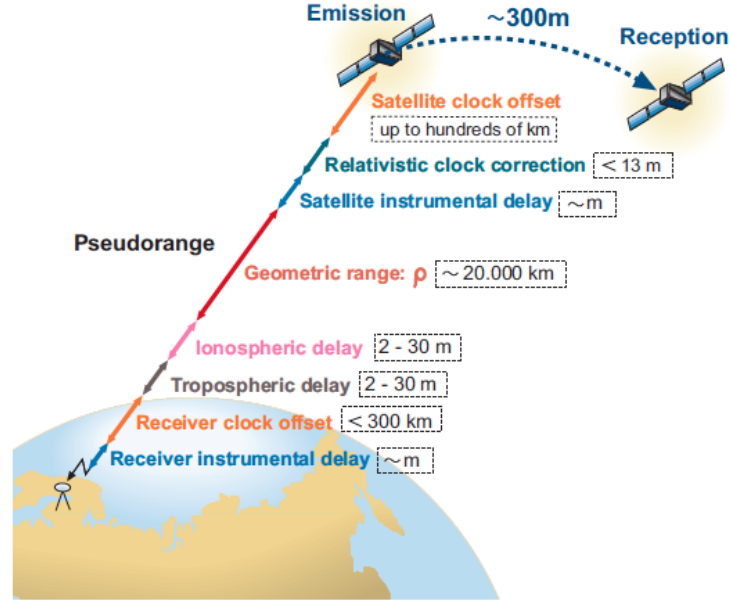 Emission
~300m
Reception
Satellite clock offset
up to hundreds of km
Relativistic clock correction < 13 m
Satellite instrumental delay ~m
Pseudorange
Geometric range: ρ ~ 20.000 km
Ionospheric delay 2 - 30 m
Tropospheric delay 2 - 30 m
Receiver clock offset < 300 km
Receiver instrumental delay ~m